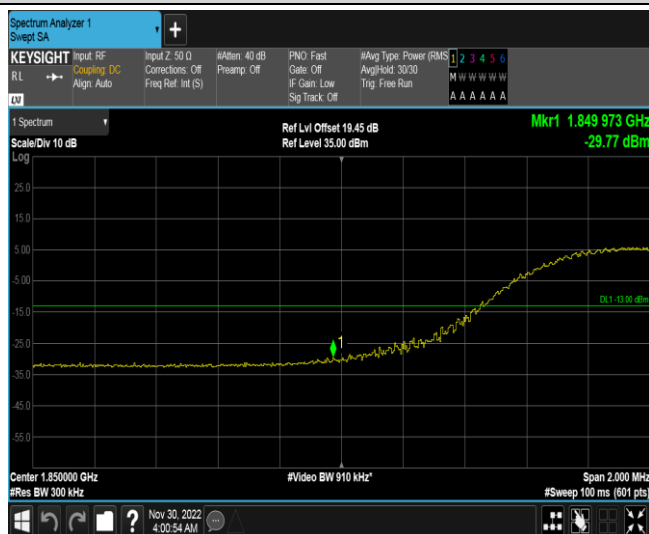 Spectrum Analyzer 1
Swept SA
+
KEYSIGHT
RL
LXI
Input: RF
Coupling: DC
Align: Auto
Input Z: 50 Ω
Corrections: Off
Freq Ref: Int (S)
#Atten: 40 dB
Preamp: Off
PNO: Fast
Gate: Off
IF Gain: Low
Sig Track: Off
#Avg Type: Power (RMS
Avg|Hold: 30/30
Trig: Free Run
1 2 3 4 5 6
M W W W W W
A A A A A A
1 Spectrum
Scale/Div 10 dB
Log
Ref Lvl Offset 19.45 dB
Ref Level 35.00 dBm
Mkr1 1.849 973 GHz
-29.77 dBm
25.0
15.0
5.00
-5.00
DL1 -13.00 dBm
-15.0
1
-25.0
-35.0
-45.0
-55.0
Center 1.850000 GHz
#Video BW 910 kHz*
Span 2.000 MHz
#Res BW 300 kHz
#Sweep 100 ms (601 pts)
?
Nov 30, 2022
4:00:54 AM